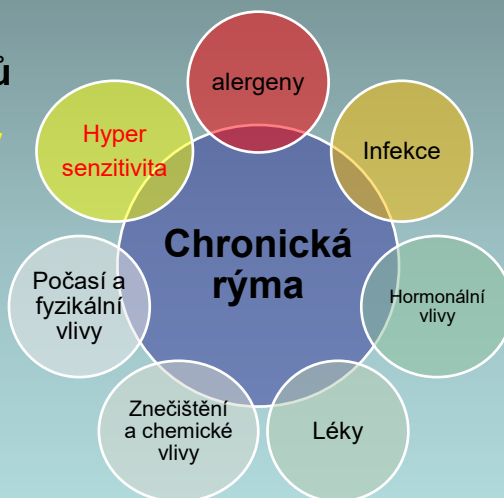 alergeny
Hyper
senzitivita
Infekce
Chronická
rýma
Počasí a
fyzikální
vlivy
Hormonální
vlivy
Znečištění
a chemické
vlivy
Léky